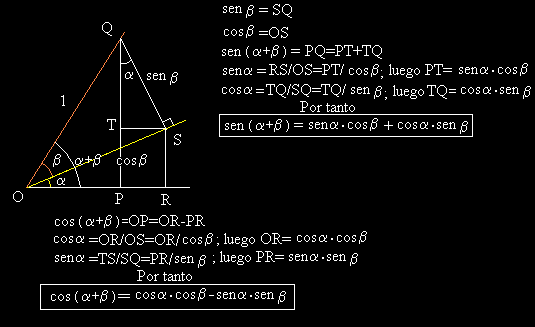 sen β = SQ
cosβ =OS
sen (α+β) = PQ=PT+TQ
senα = RS/OS=PT/ cosβ; luego PT= senα·cosβ
cosα=TQ/SQ=TQ/ sen β; luego TQ= cosα·sen β
Por tanto
sen (α+β) = senα·cosβ + cosα·sen β
Q
α
sen β
1
T
S
β
α+β
cosβ
α
O
P
R
cos (α+β)=OP=OR-PR
cosα=OR/OS=OR/cosβ; luego OR= cosα·cosβ
senα=TS/SQ=PR/sen β ; luego PR= senα·sen β
Por tanto
cos (α+β)= cosα·cosβ-senα·sen β